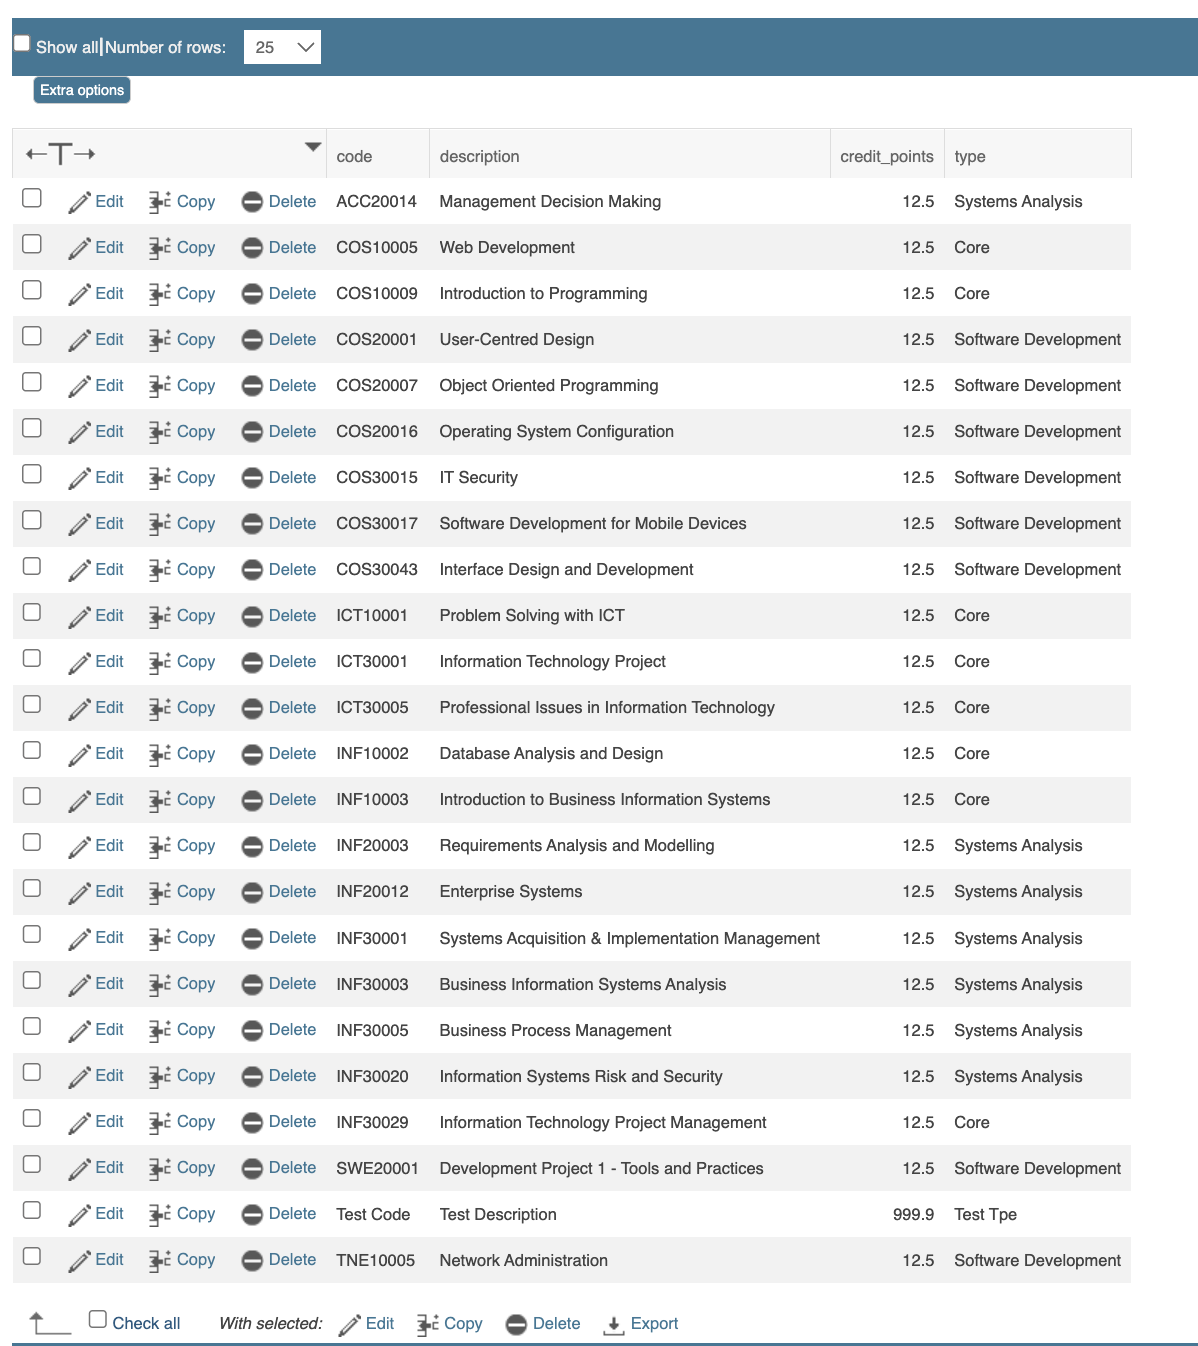 Show all Number of rows: 25
Extra options
←T→ code description credit_points type
Edit Copy Delete ACC20014 Management Decision Making 12.5 Systems Analysis
Edit Copy Delete COS10005 Web Development 12.5 Core
Edit Copy Delete COS10009 Introduction to Programming 12.5 Core
Edit Copy Delete COS20001 User-Centred Design 12.5 Software Development
Edit Copy Delete COS20007 Object Oriented Programming 12.5 Software Development
Edit Copy Delete COS20016 Operating System Configuration 12.5 Software Development
Edit Copy Delete COS30015 IT Security 12.5 Software Development
Edit Copy Delete COS30017 Software Development for Mobile Devices 12.5 Software Development
Edit Copy Delete COS30043 Interface Design and Development 12.5 Software Development
Edit Copy Delete ICT10001 Problem Solving with ICT 12.5 Core
Edit Copy Delete ICT30001 Information Technology Project 12.5 Core
Edit Copy Delete ICT30005 Professional Issues in Information Technology 12.5 Core
Edit Copy Delete INF10002 Database Analysis and Design 12.5 Core
Edit Copy Delete INF10003 Introduction to Business Information Systems 12.5 Core
Edit Copy Delete INF20003 Requirements Analysis and Modelling 12.5 Systems Analysis
Edit Copy Delete INF20012 Enterprise Systems 12.5 Systems Analysis
Edit Copy Delete INF30001 Systems Acquisition & Implementation Management 12.5 Systems Analysis
Edit Copy Delete INF30003 Business Information Systems Analysis 12.5 Systems Analysis
Edit Copy Delete INF30005 Business Process Management 12.5 Systems Analysis
Edit Copy Delete INF30020 Information Systems Risk and Security 12.5 Systems Analysis
Edit Copy Delete INF30029 Information Technology Project Management 12.5 Core
Edit Copy Delete SWE20001 Development Project 1 - Tools and Practices 12.5 Software Development
Edit Copy Delete Test Code Test Description 999.9 Test Tpe
Edit Copy Delete TNE10005 Network Administration 12.5 Software Development
Check all With selected: Edit Copy Delete Export